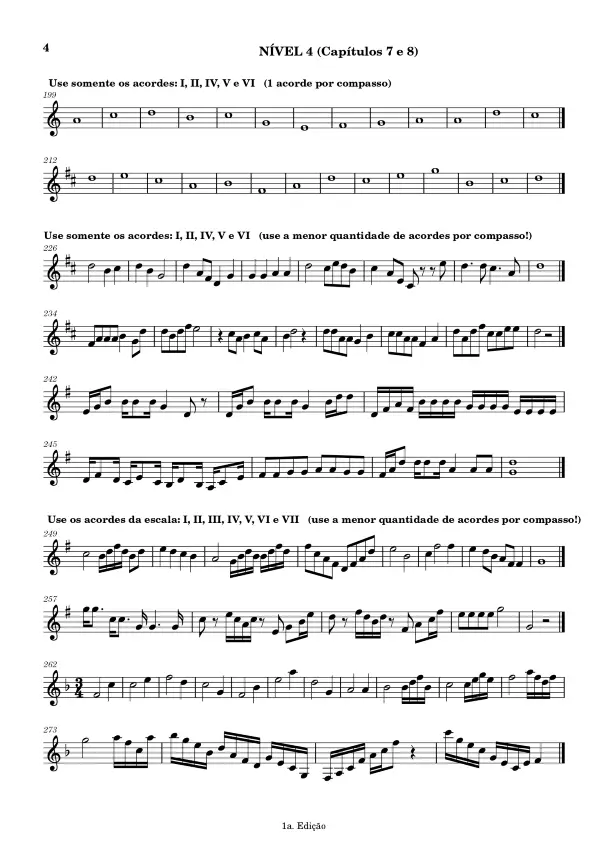 4
NÍVEL 4 (Capítulos 7 e 8)
Use somente os acordes: I, II, IV, V e VI (1 acorde por compasso)
199
212
Use somente os acordes: I, II, IV, V e VI (use a menor quantidade de acordes por compasso!)
226
234
242
245
Use os acordes da escala: I, II, III, IV, V, VI e VII (use a menor quantidade de acordes por compasso!)
249
257
262
3
4
273
1a. Edição